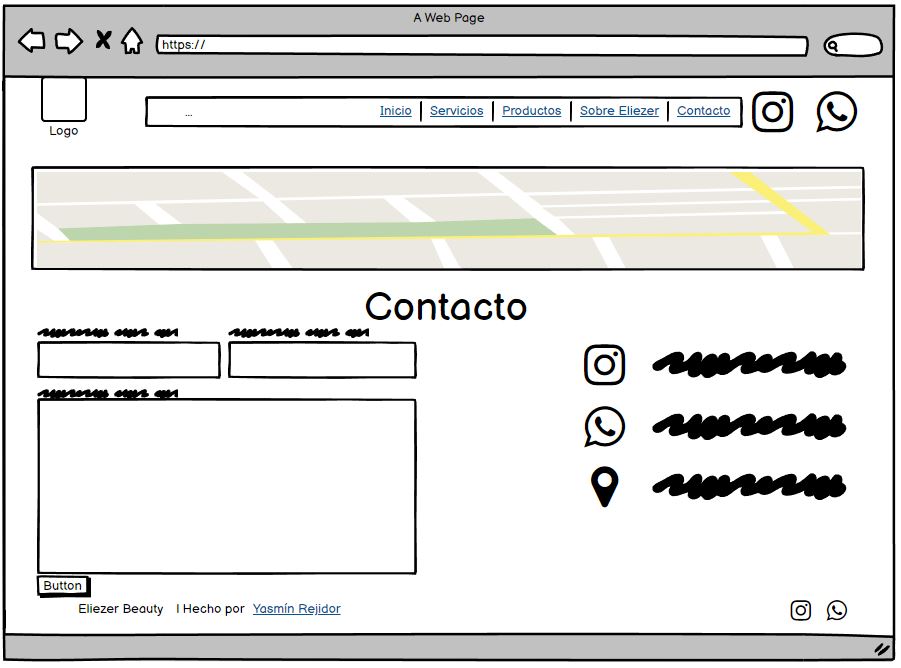 A Web Page
https://
Logo
... Inicio Servicios Productos Sobre Eliezer Contacto
Contacto
Button
Eliezer Beauty | Hecho por Yasmín Rejidor